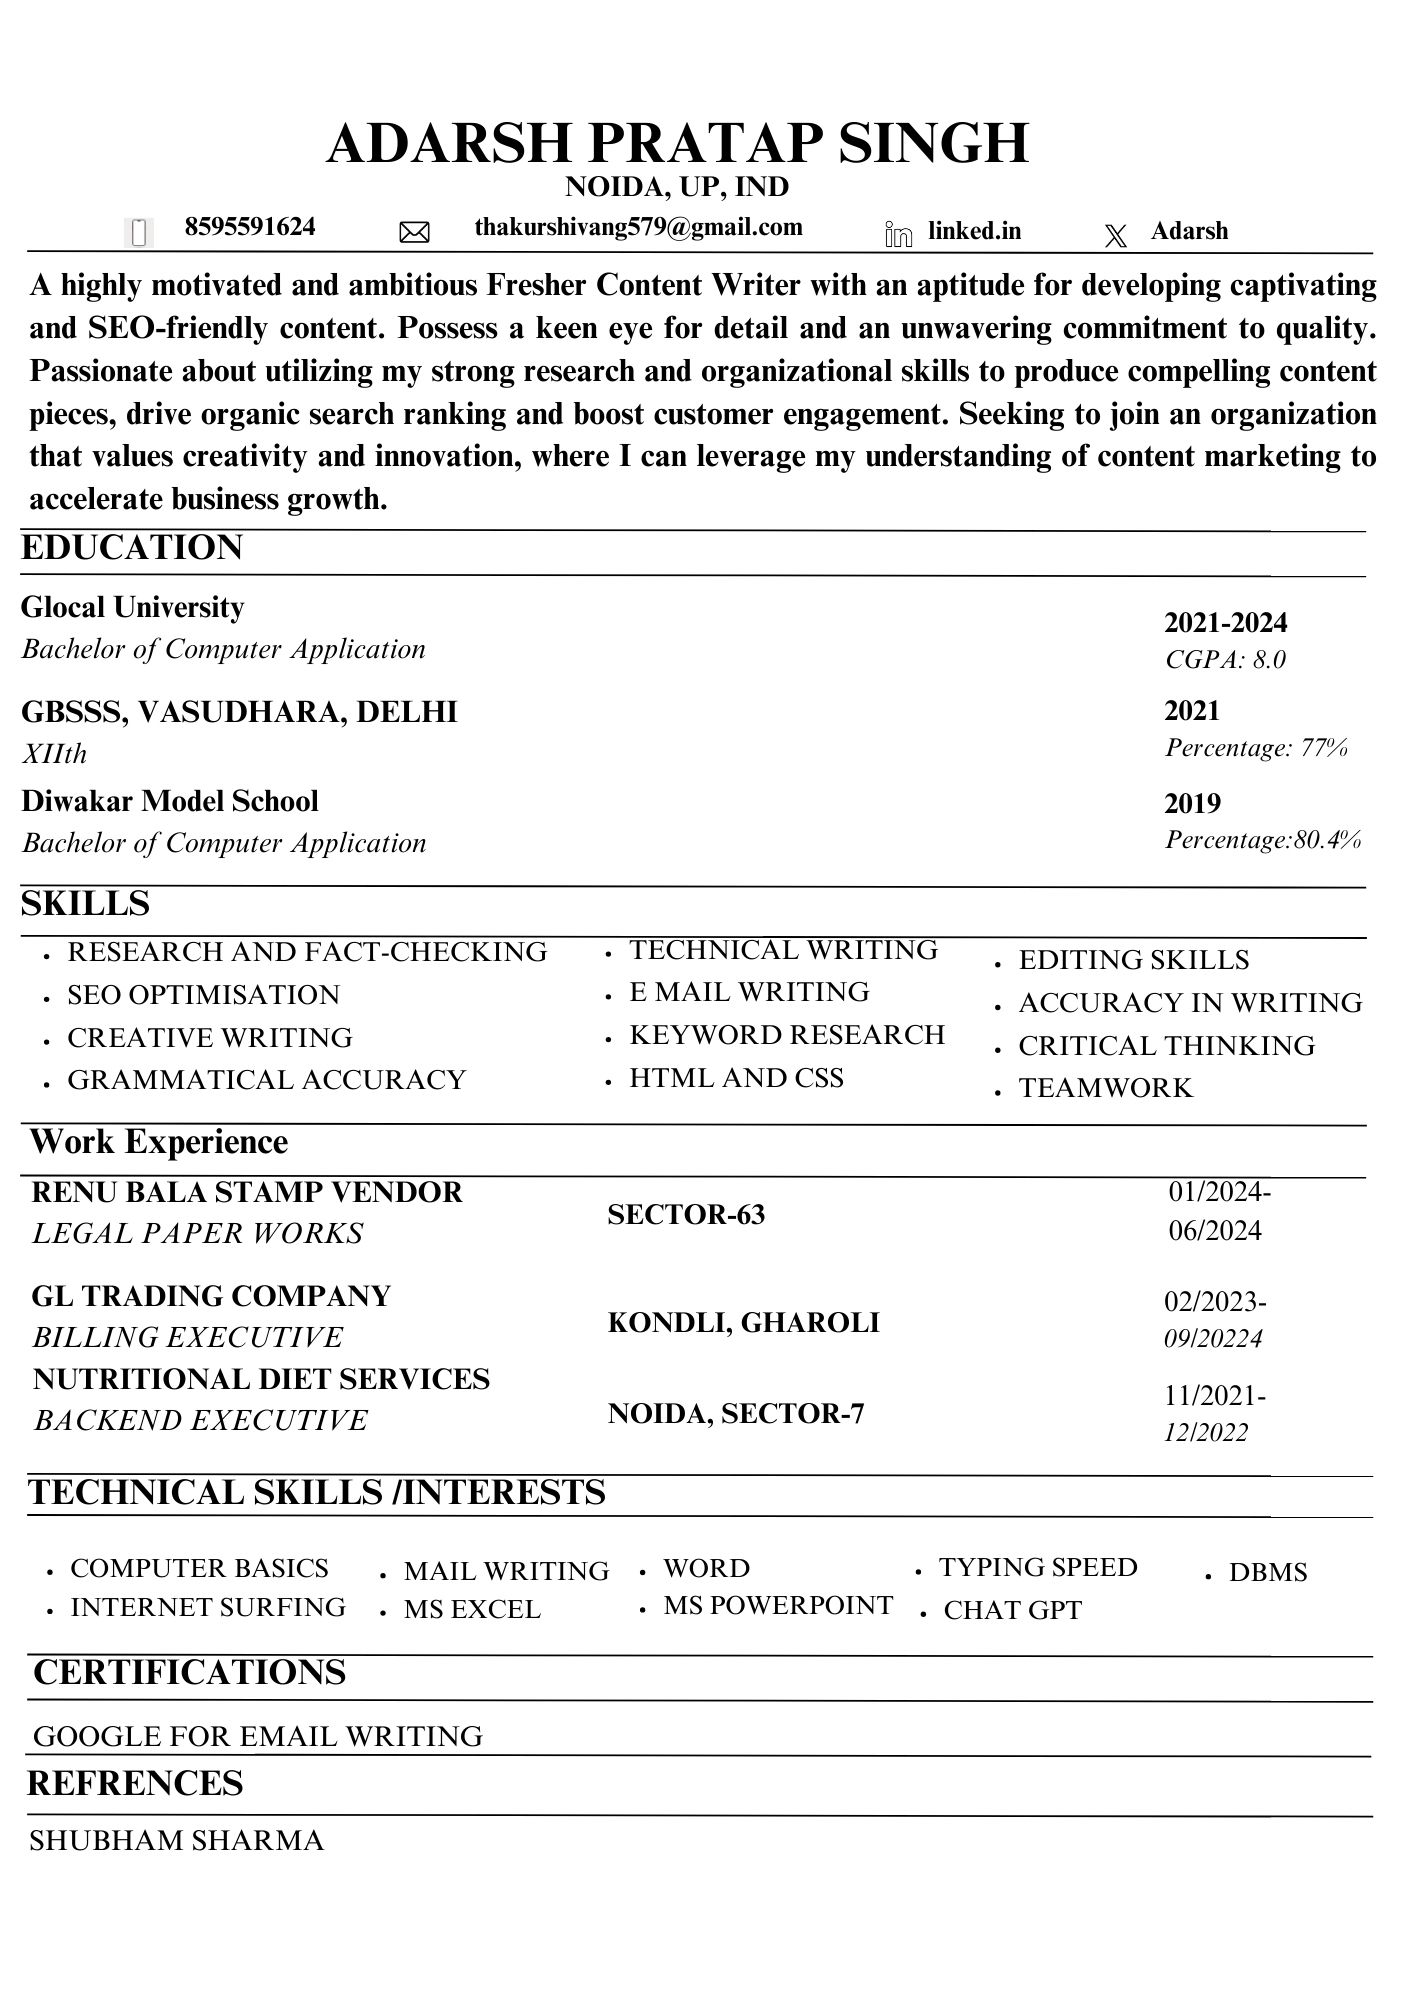 ADARSH PRATAP SINGH
NOIDA, UP, IND
8595591624 thakurshivang579@gmail.com linked.in Adarsh
A highly motivated and ambitious Fresher Content Writer with an aptitude for developing captivating
and SEO-friendly content. Possess a keen eye for detail and an unwavering commitment to quality.
Passionate about utilizing my strong research and organizational skills to produce compelling content
pieces, drive organic search ranking and boost customer engagement. Seeking to join an organization
that values creativity and innovation, where I can leverage my understanding of content marketing to
accelerate business growth.
EDUCATION
Glocal University
2021-2024
Bachelor of Computer Application
CGPA: 8.0
GBSSS, VASUDHARA, DELHI
2021
XIIth
Percentage: 77%
Diwakar Model School
2019
Bachelor of Computer Application
Percentage:80.4%
SKILLS
• RESEARCH AND FACT-CHECKING
• SEO OPTIMISATION
• CREATIVE WRITING
• GRAMMATICAL ACCURACY
• TECHNICAL WRITING
• E MAIL WRITING
• KEYWORD RESEARCH
• HTML AND CSS
• EDITING SKILLS
• ACCURACY IN WRITING
• CRITICAL THINKING
• TEAMWORK
Work Experience
RENU BALA STAMP VENDOR
LEGAL PAPER WORKS
SECTOR-63
01/2024-
06/2024
GL TRADING COMPANY
BILLING EXECUTIVE
KONDLI, GHAROLI
02/2023-
09/20224
NUTRITIONAL DIET SERVICES
BACKEND EXECUTIVE
NOIDA, SECTOR-7
11/2021-
12/2022
TECHNICAL SKILLS /INTERESTS
• COMPUTER BASICS
• INTERNET SURFING
• MAIL WRITING
• MS EXCEL
• WORD
• MS POWERPOINT
• TYPING SPEED
• CHAT GPT
• DBMS
CERTIFICATIONS
GOOGLE FOR EMAIL WRITING
REFRENCES
SHUBHAM SHARMA